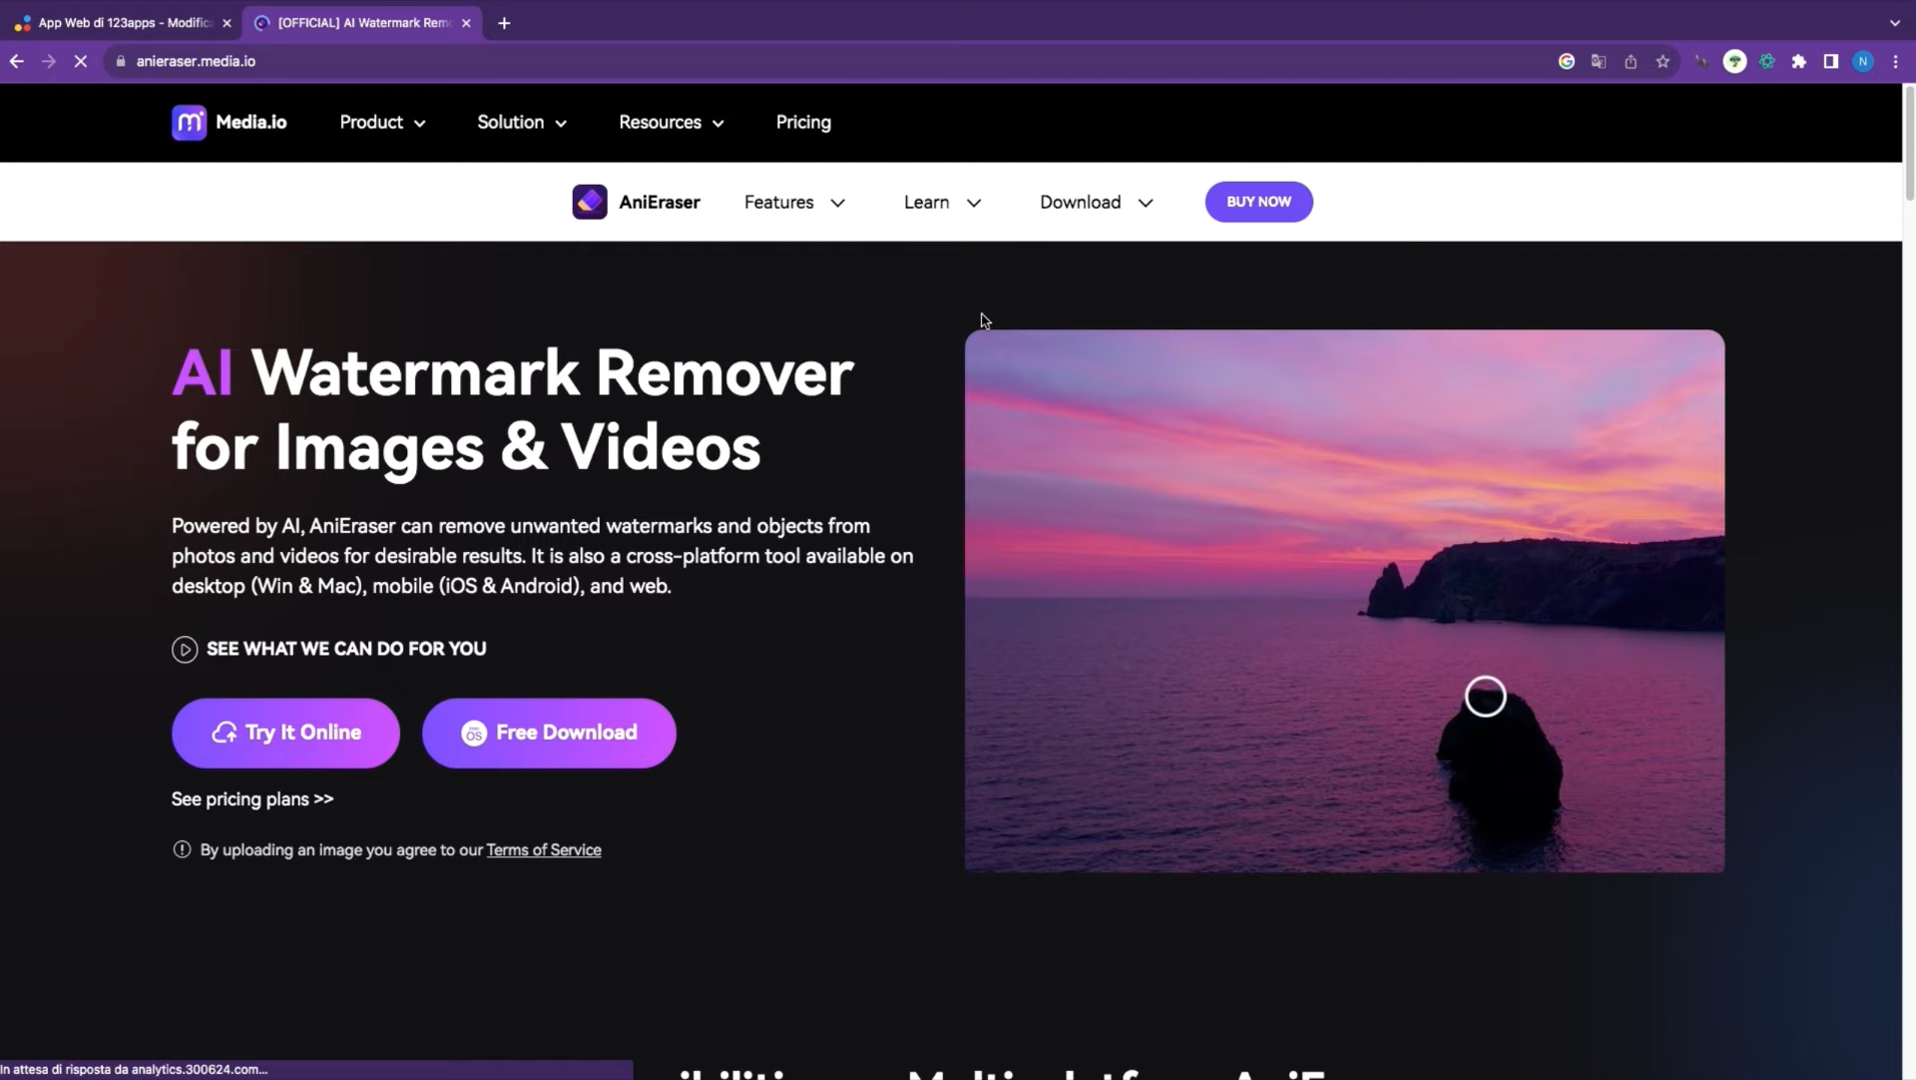 App Web di 123apps - Modifica
[OFFICIAL] AI Watermark Rem
anieraser.media.io
N
Media.io
Product
Solution
Resources
Pricing
AniEraser
Features
Learn
Download
BUY NOW
AI Watermark Remover
for Images & Videos
Powered by AI, AniEraser can remove unwanted watermarks and objects from
photos and videos for desirable results. It is also a cross-platform tool available on
desktop (Win & Mac), mobile (iOS & Android), and web.
SEE WHAT WE CAN DO FOR YOU
Try It Online
Free Download
See pricing plans >>
By uploading an image you agree to our Terms of Service
In attesa di risposta da analytics.300624.com...